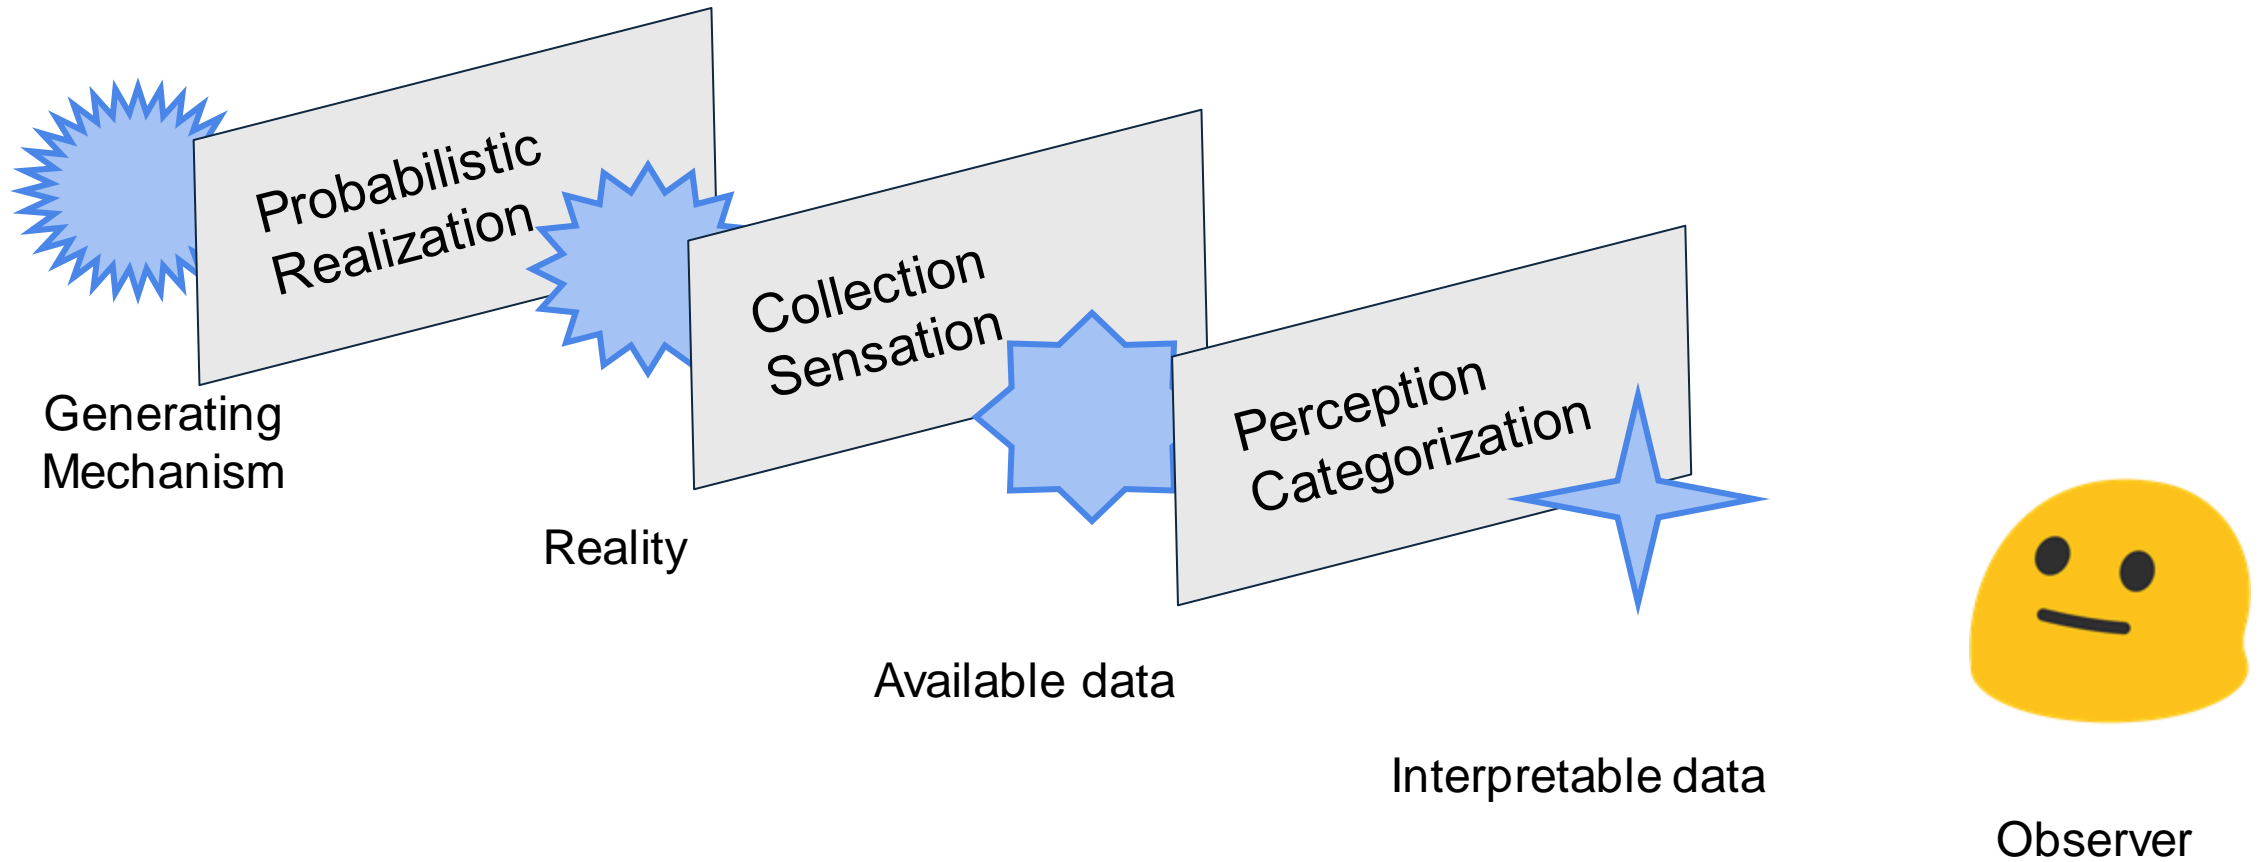 Probabilistic
Realization
Generating
Mechanism
Collection
Sensation
Reality
Perception
Categorization
Available data
Interpretable data
Observer